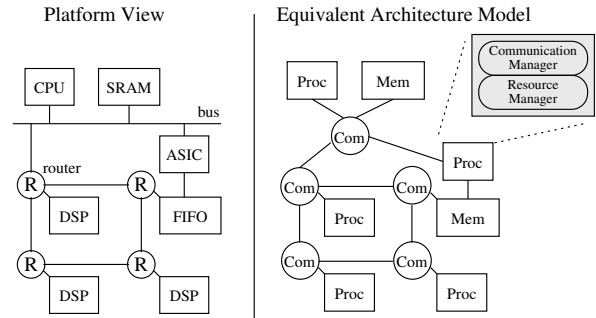 Platform View
Equivalent Architecture Model
CPU
SRAM
bus
ASIC
router
R
R
DSP
FIFO
R
R
DSP
DSP
Communication
Manager
Resource
Manager
Proc
Mem
Com
Proc
Com
Com
Proc
Mem
Com
Com
Proc
Proc